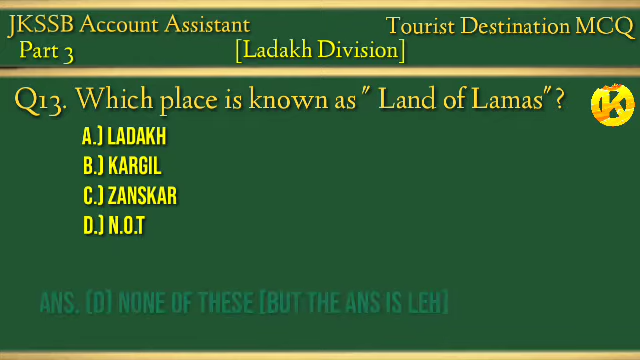 JKSSB Account Assistant
Tourist Destination MCQ
Part 3
[Ladakh Division]
Q13. Which place is known as " Land of Lamas"?
A.) LADAKH
B.) KARGIL
C.) ZANSKAR
D.) N.O.T
ANS. (D) NONE OF THESE [BUT THE ANS IS LEH]